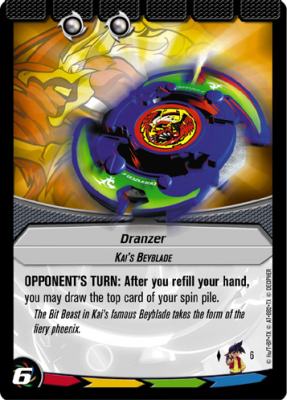 Dranzer
Kai's Beyblade
OPPONENT'S TURN: After you refill your hand,
you may draw the top card of your spin pile.
The Bit Beast in Kai's famous Beyblade takes the form of the
fiery pheonix.
6
6